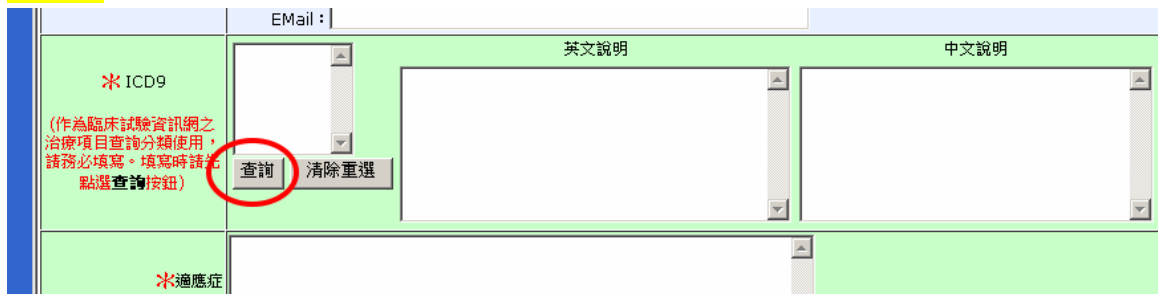 EMail：
✽ ICD9
(作為臨床試驗資訊網之
治療項目查詢分類使用，
請務必填寫。填寫時請先
點選查詢按鈕)
查詢
清除重選
英文說明
中文說明
✽適應症